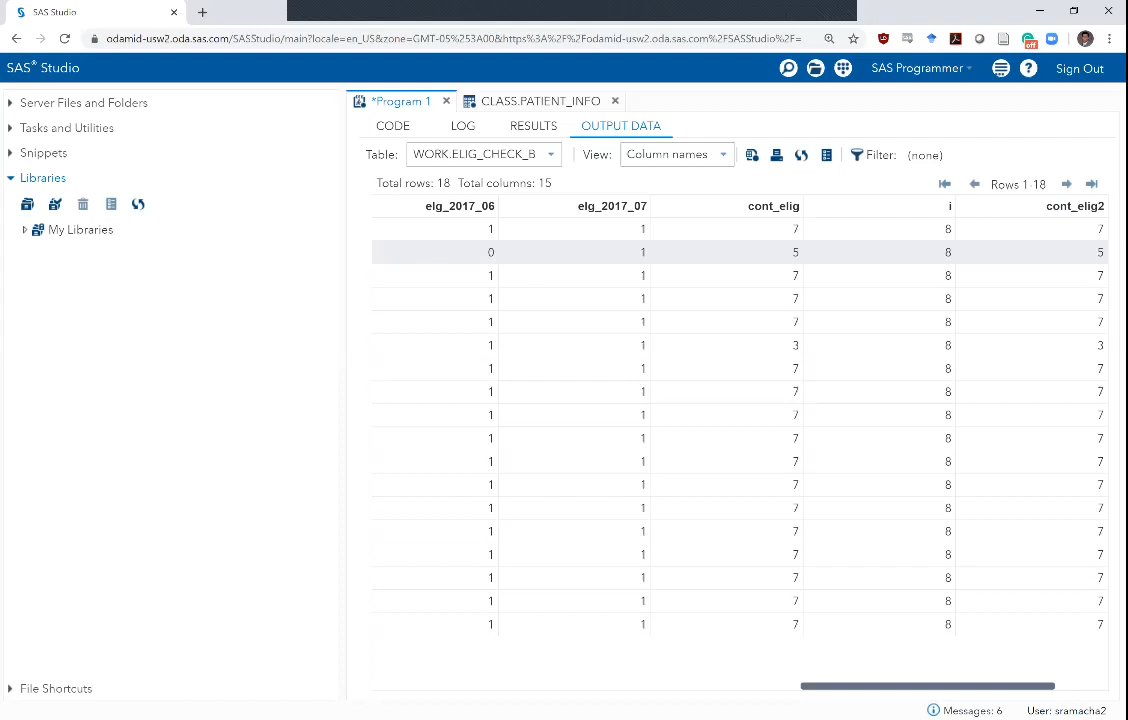 SAS Studio
odamid-usw2.oda.sas.com/SASStudio/main?locale=en_US&zone=GMT-05%253A00&https%3A%2F%2Fodamid-usw2.oda.sas.com%2FSASStudio%2F=
off
SAS® Studio
SAS Programmer
Sign Out
Server Files and Folders
Tasks and Utilities
Snippets
Libraries
My Libraries
File Shortcuts
*Program 1
CLASS.PATIENT_INFO
CODE LOG RESULTS OUTPUT DATA
Table: WORK.ELIG_CHECK_B View: Column names Filter: (none)
Total rows: 18 Total columns: 15 Rows 1-18
elg_2017_06 elg_2017_07 cont_elig i cont_elig2
1 1 7 8 7
0 1 5 8 5
1 1 7 8 7
1 1 7 8 7
1 1 7 8 7
1 1 3 8 3
1 1 7 8 7
1 1 7 8 7
1 1 7 8 7
1 1 7 8 7
1 1 7 8 7
1 1 7 8 7
1 1 7 8 7
1 1 7 8 7
1 1 7 8 7
1 1 7 8 7
1 1 7 8 7
1 1 7 8 7
Messages: 6 User: sramacha2